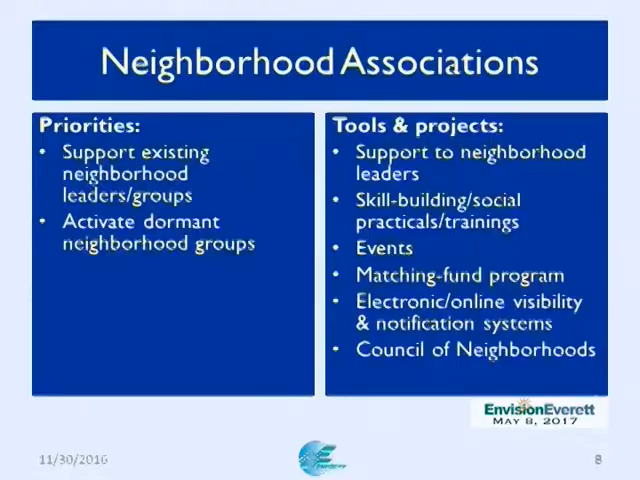 Neighborhood Associations
Priorities:
• Support existing
neighborhood
leaders/groups
• Activate dormant
neighborhood groups
Tools & projects:
• Support to neighborhood
leaders
• Skill-building/social
practicals/trainings
• Events
• Matching-fund program
• Electronic/online visibility
& notification systems
• Council of Neighborhoods
EnvisionEverett
MAY 8, 2017
11/30/2016
8